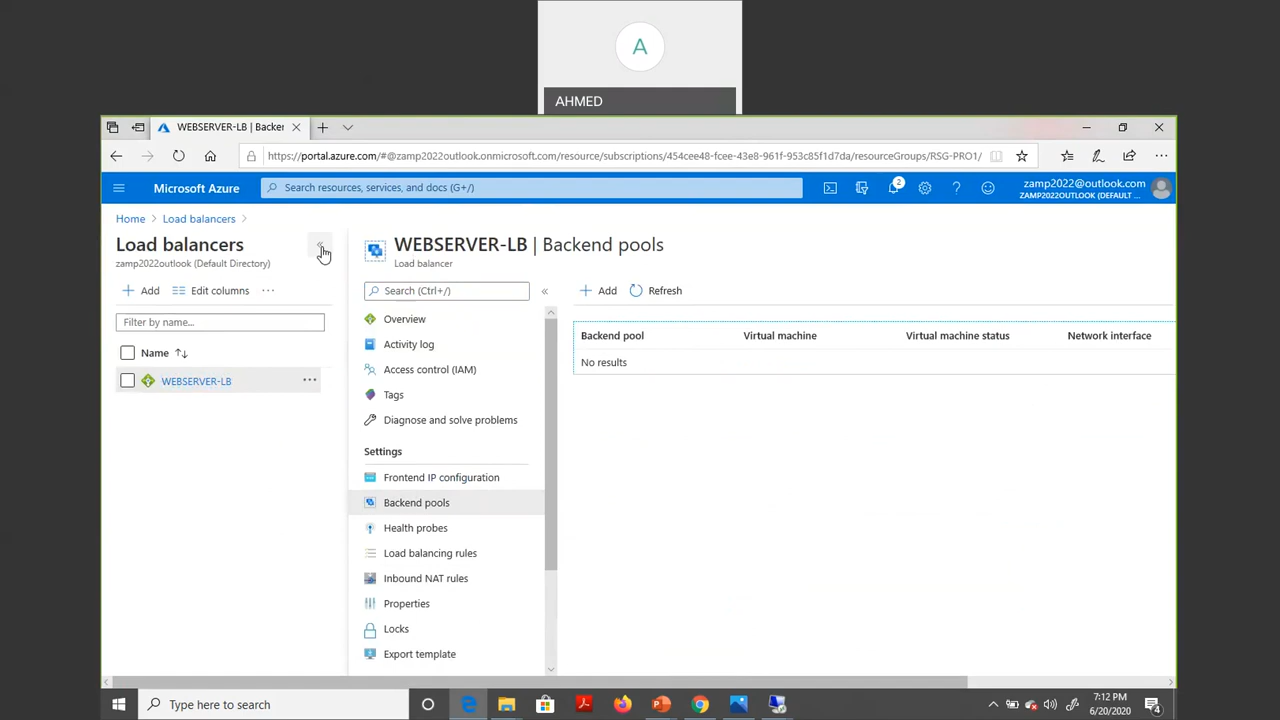 A
AHMED
WEBSERVER-LB | Backer
https://portal.azure.com/#@zamp2022outlook.onmicrosoft.com/resource/subscriptions/454cee48-fcee-43e8-961f-953c85f1d7da/resourceGroups/RSG-PRO1/
Microsoft Azure
Search resources, services, and docs (G+/)
2
zamp2022@outlook.com
ZAMP2022OUTLOOK (DEFAULT ...
Home
Load balancers
Load balancers
zamp2022outlook (Default Directory)
Add
Edit columns
Filter by name...
Name
WEBSERVER-LB
WEBSERVER-LB | Backend pools
Load balancer
Search (Ctrl+/)
Overview
Activity log
Access control (IAM)
Tags
Diagnose and solve problems
Settings
Frontend IP configuration
Backend pools
Health probes
Load balancing rules
Inbound NAT rules
Properties
Locks
Export template
Add
Refresh
Backend pool Virtual machine Virtual machine status Network interface
No results
Type here to search
7:12 PM
6/20/2020
4